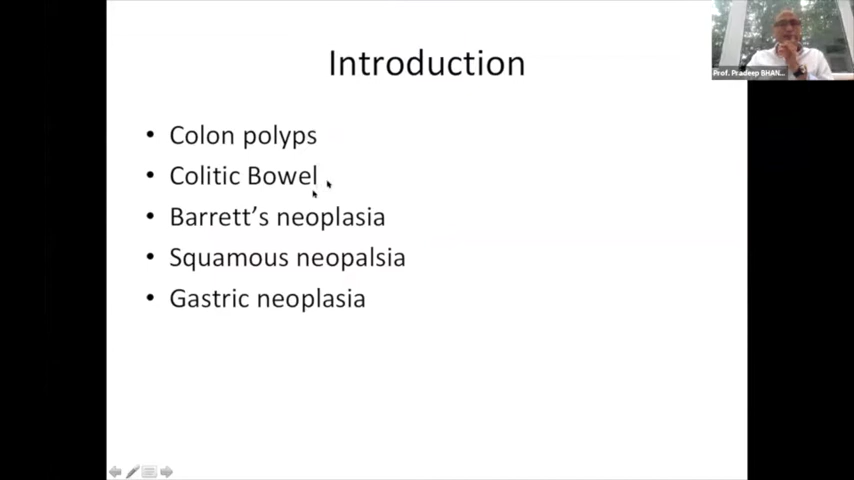 Introduction
Prof. Pradeep BHAN...
• Colon polyps
• Colitic Bowel
• Barrett’s neoplasia
• Squamous neopalsia
• Gastric neoplasia